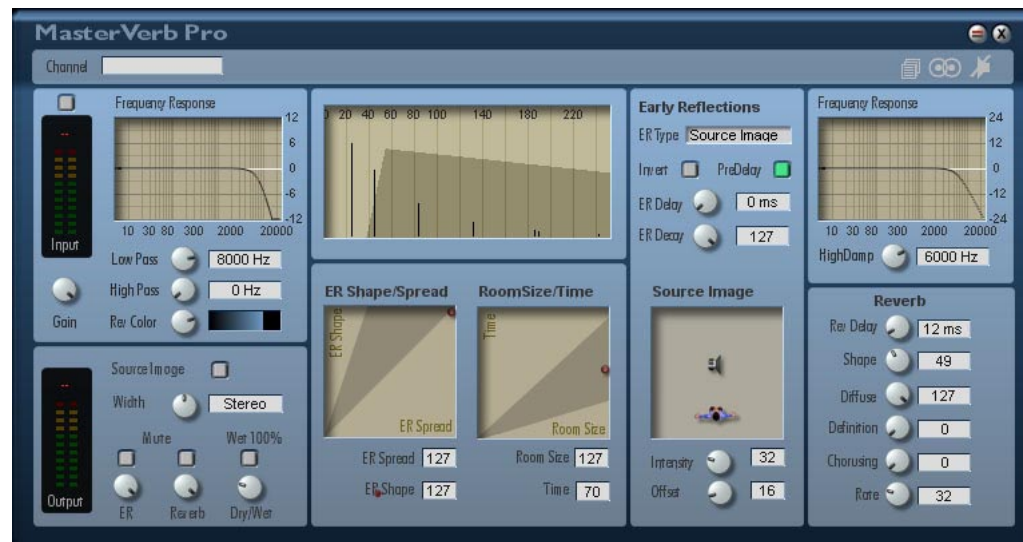 MasterVerb Pro
Channel
Frequency Response
12
6
0
-6
-12
10 30 80 300 2000 20000
--
Input
Low Pass 8000 Hz
High Pass 0 Hz
Rev Color
Gain
Source Image
Width Stereo
Mute Wet 100%
--
Output
ER Reverb Dry/Wet
20 40 60 80 100 140 180 220
ER Shape/Spread
ER Shape
ER Spread
ER Spread 127
ER Shape 127
RoomSize/Time
Time
Room Size
Room Size 127
Time 70
Early Reflections
ER Type Source Image
Invert PreDelay
ER Delay 0 ms
ER Decay 127
Source Image
Intensity 32
Offset 16
Frequency Response
24
12
0
-12
-24
10 30 80 300 2000 20000
HighDamp 6000 Hz
Reverb
Rev Delay 12 ms
Shape 49
Diffuse 127
Definition 0
Chorusing 0
Rate 32